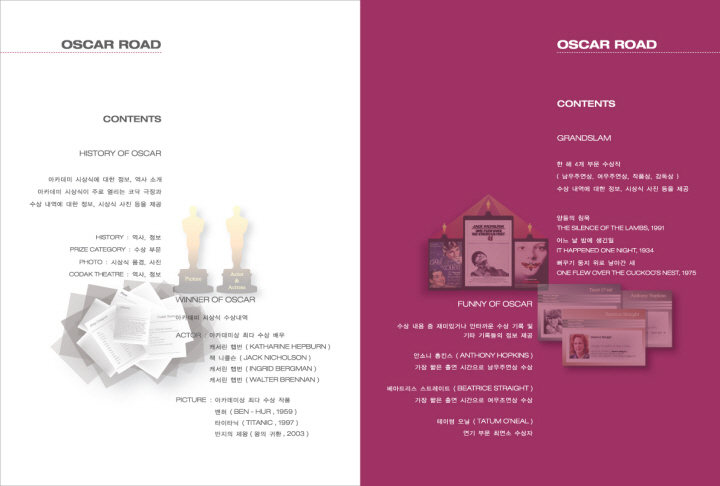 OSCAR ROAD
CONTENTS
HISTORY OF OSCAR
아카데미 시상식에 대한 정보, 역사 소개
아카데미 시상식이 주로 열리는 코닥 극장과
수상 내역에 대한 정보, 시상식 사진 등을 제공
HISTORY : 역사, 정보
PRIZE CATEGORY : 수상 부문
PHOTO : 시상식 풍경, 사진
CODAK THEATRE : 역사, 정보
Picture
Actor
&
Actress
WINNER OF OSCAR
아카데미 시상식 수상내역
ACTOR : 아카데미상 최다 수상 배우
캐서린 햅번 ( KATHARINE HEPBURN )
잭 니콜슨 ( JACK NICHOLSON )
캐서린 햅번 ( INGRID BERGMAN )
캐서린 햅번 ( WALTER BRENNAN )
PICTURE : 아카데미상 최다 수상 작품
벤허 ( BEN - HUR , 1959 )
타이타닉 ( TITANIC , 1997 )
반지의 제왕 ( 왕의 귀환 , 2003 )
OSCAR ROAD
CONTENTS
GRANDSLAM
한 해 4개 부문 수상작
( 남우주연상, 여우주연상, 작품상, 감독상 )
수상 내역에 대한 정보, 시상식 사진 등을 제공
양들의 침묵
THE SILENCE OF THE LAMBS, 1991
어느 날 밤에 생긴일
IT HAPPENED ONE NIGHT, 1934
뻐꾸기 둥지 위로 날아간 새
ONE FLEW OVER THE CUCKOO'S NEST, 1975
JACK NICHOLSON
FUNNY OF OSCAR
수상 내용 중 재미있거나 안타까운 수상 기록 및
기타 기록들의 정보 제공
안소니 홉킨스 ( ANTHONY HOPKINS )
가장 짧은 출연 시간으로 남우주연상 수상
베아트리스 스트레이트 ( BEATRICE STRAIGHT )
가장 짧은 출연 시간으로 여우조연상 수상
테이텀 오닐 ( TATUM O'NEAL )
연기 부문 최연소 수상자